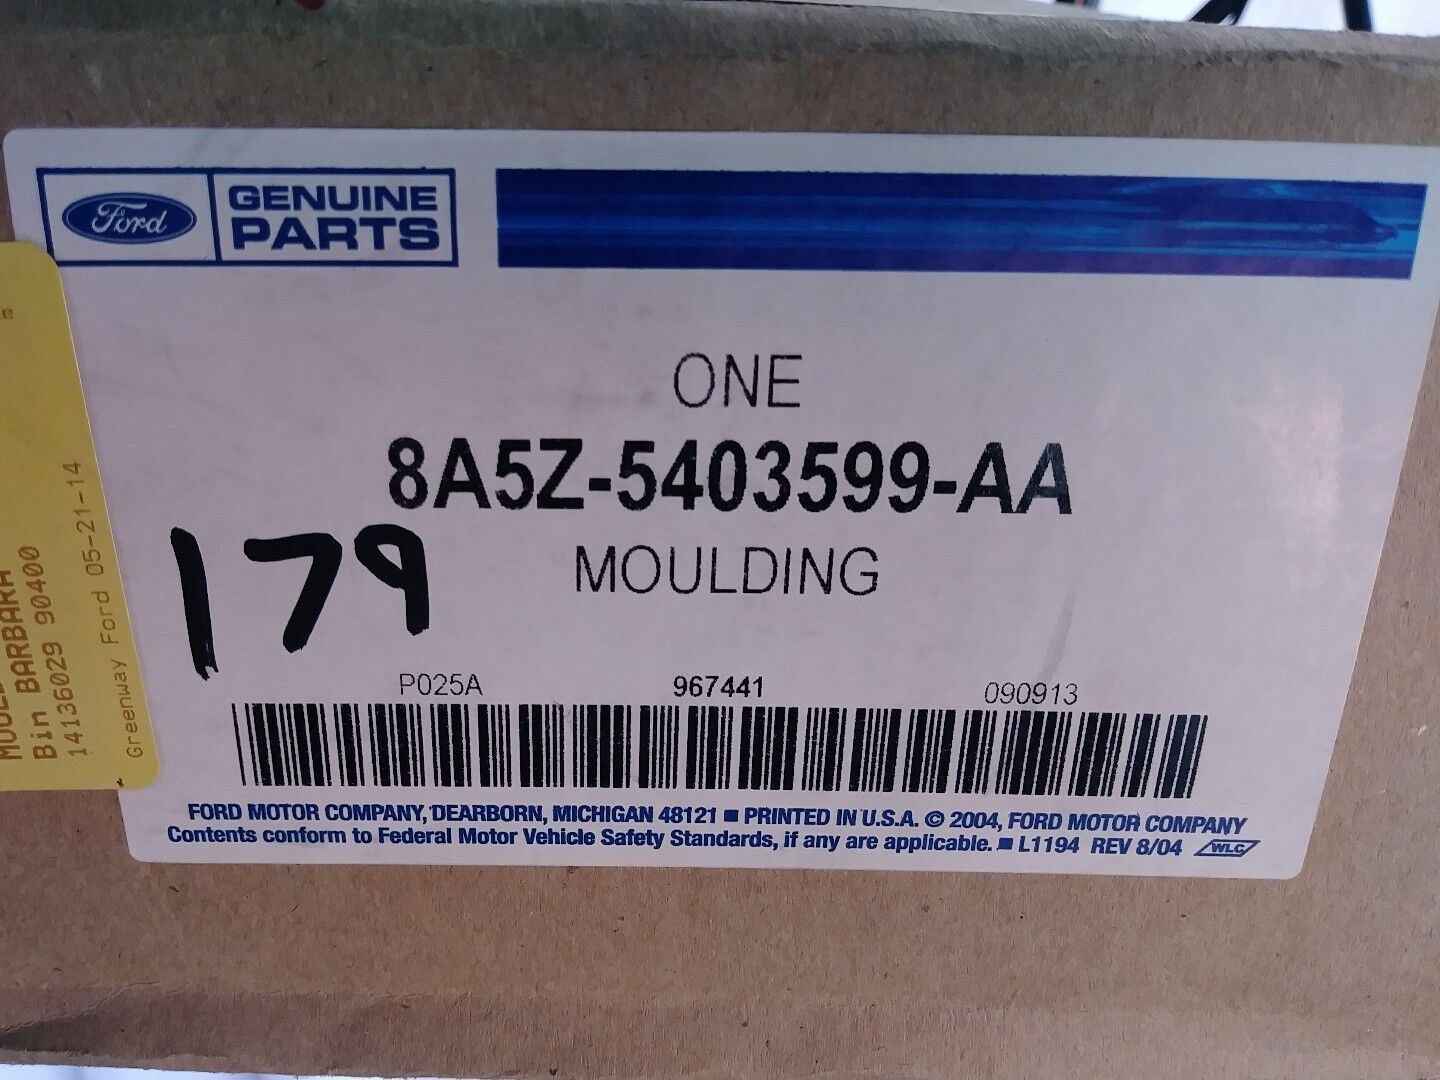 Ford
GENUINE
PARTS
ONE
8A5Z-5403599-AA
179
MOULDING
P025A 967441 090913
FORD MOTOR COMPANY, DEARBORN, MICHIGAN 48121 ■ PRINTED IN U.S.A. © 2004, FORD MOTOR COMPANY
Contents conform to Federal Motor Vehicle Safety Standards, if any are applicable. ■ L1194 REV 8/04 WLC
Bin BARBARA
14136029 90400
Greenway Ford 05-21-14